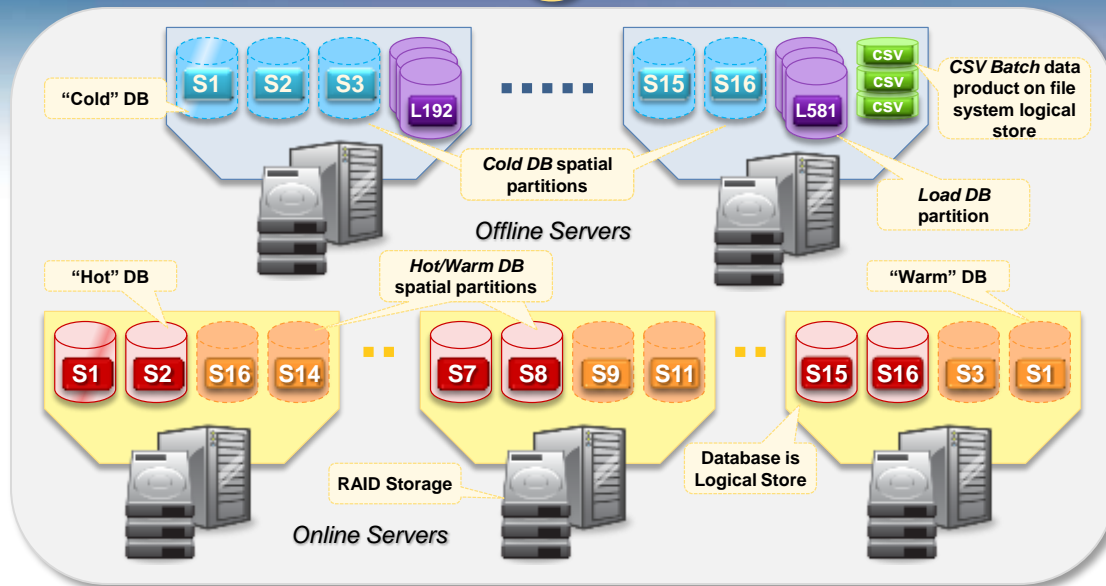 S1
S2
S3
L192
S15
S16
L581
CSV
CSV
CSV
CSV Batch data
product on file
system logical
store
“Cold” DB
Cold DB spatial
partitions
Load DB
partition
Offline Servers
“Hot” DB
Hot/Warm DB
spatial partitions
“Warm” DB
S1
S2
S16
S14
S7
S8
S9
S11
S15
S16
S3
S1
RAID Storage
Database is
Logical Store
Online Servers